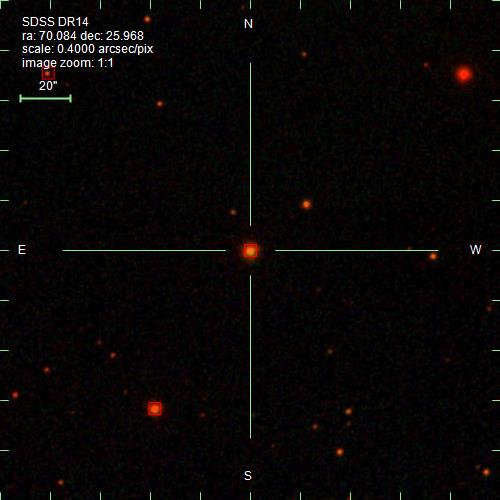 SDSS DR14
ra: 70.084 dec: 25.968
scale: 0.4000 arcsec/pix
image zoom: 1:1
20"
N
E
W
S